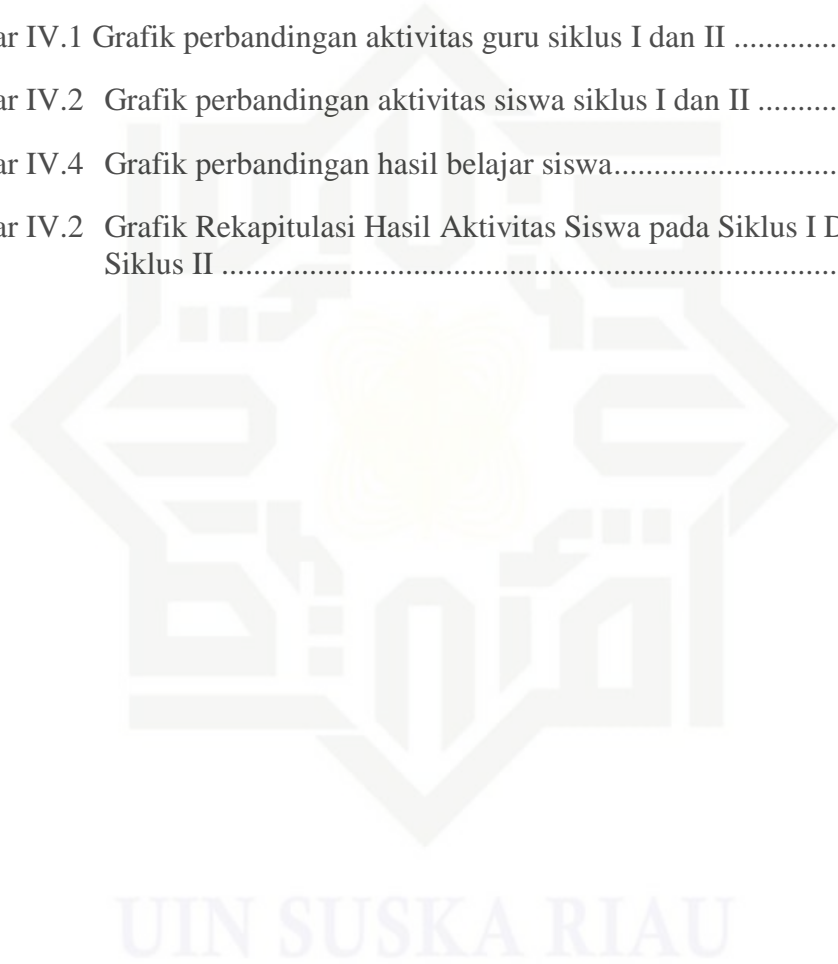 ar IV.1 Grafik perbandingan aktivitas guru siklus I dan II .............
ar IV.2 Grafik perbandingan aktivitas siswa siklus I dan II ..........
ar IV.4 Grafik perbandingan hasil belajar siswa.............................
ar IV.2 Grafik Rekapitulasi Hasil Aktivitas Siswa pada Siklus I D
Siklus II ........................................................................
UIN SUSKA RIAU